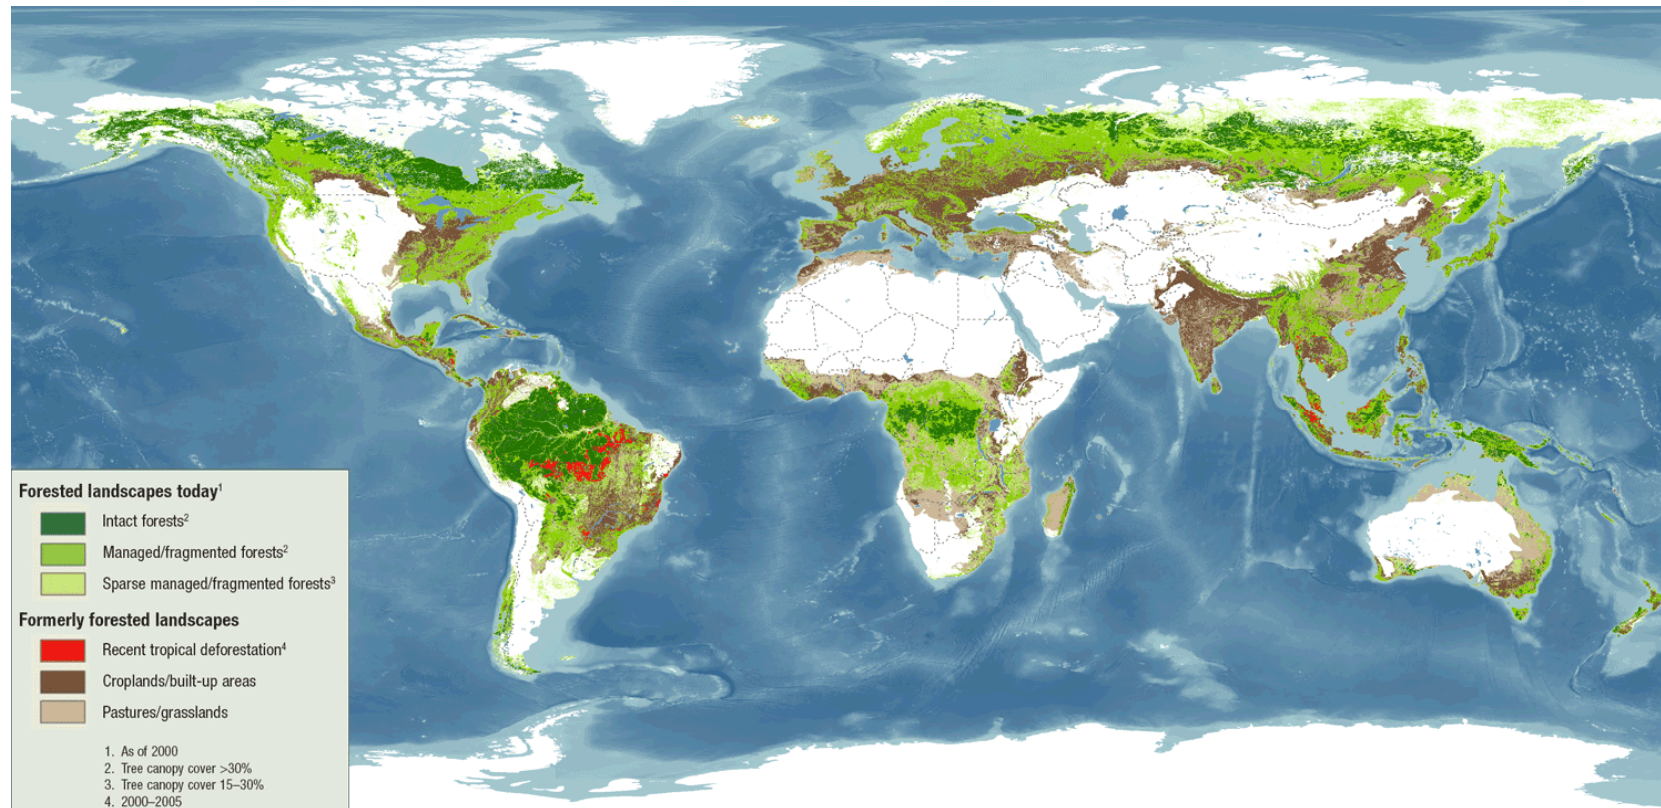 Forested landscapes today¹
Intact forests²
Managed/fragmented forests²
Sparse managed/fragmented forests³
Formerly forested landscapes
Recent tropical deforestation⁴
Croplands/built-up areas
Pastures/grasslands
1. As of 2000
2. Tree canopy cover >30%
3. Tree canopy cover 15–30%
4. 2000–2005